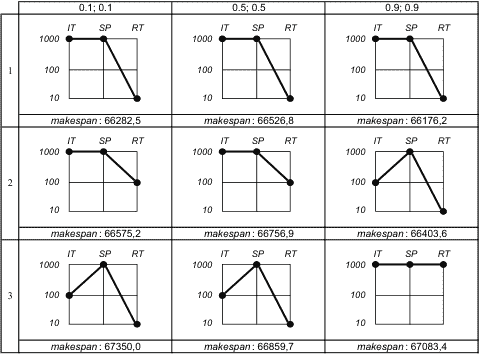 0.1; 0.1 0.5; 0.5 0.9; 0.9
IT SP RT IT SP RT IT SP RT
1000 1000 1000
1 100 100 100
10 10 10
makespan : 66282,5 makespan : 66526,8 makespan : 66176,2
IT SP RT IT SP RT IT SP RT
1000 1000 1000
2 100 100 100
10 10 10
makespan : 66575,2 makespan : 66756,9 makespan : 66403,6
IT SP RT IT SP RT IT SP RT
1000 1000 1000
3 100 100 100
10 10 10
makespan : 67350,0 makespan : 66859,7 makespan : 67083,4